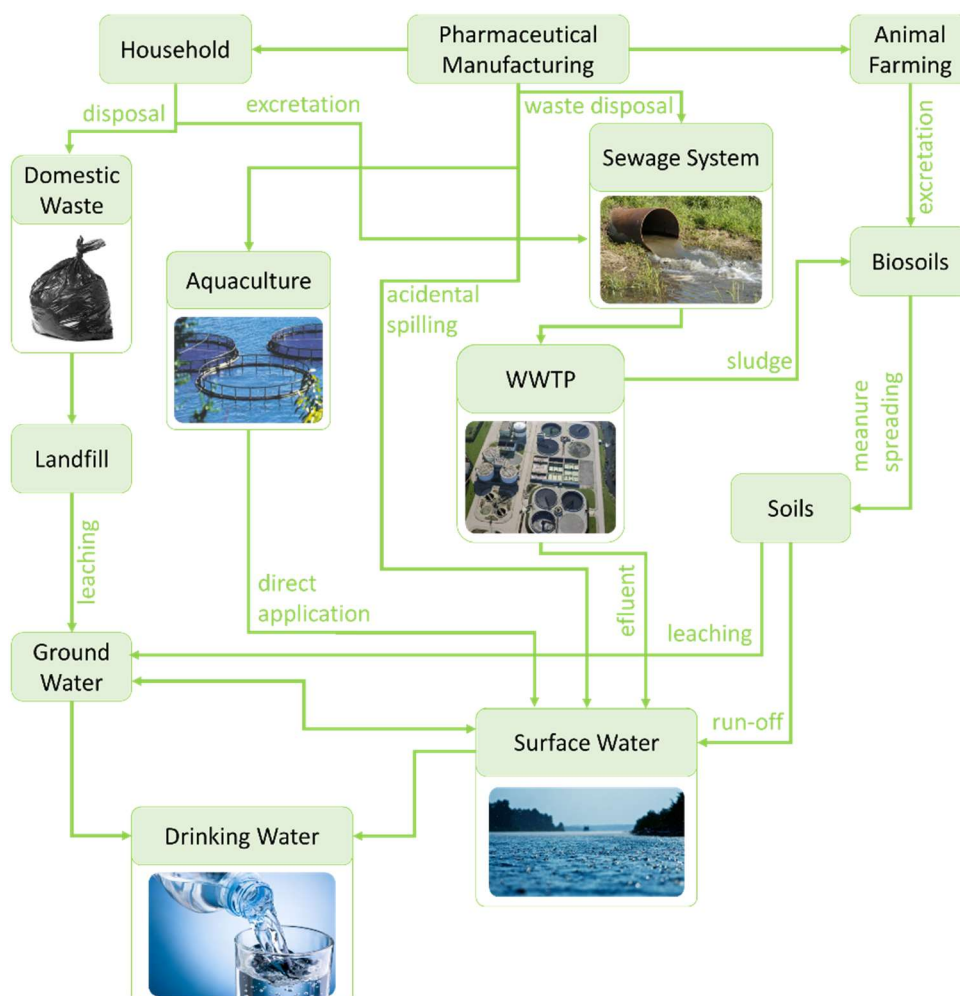 Household
Pharmaceutical
Manufacturing
Animal
Farming
disposal
excretation
waste disposal
excretation
Domestic
Waste
Sewage System
Aquaculture
acidental
spilling
Biosoils
WWTP
sludge
Landfill
meanure
spreading
Soils
leaching
direct
application
efluent
leaching
Ground
Water
Surface Water
run-off
Drinking Water